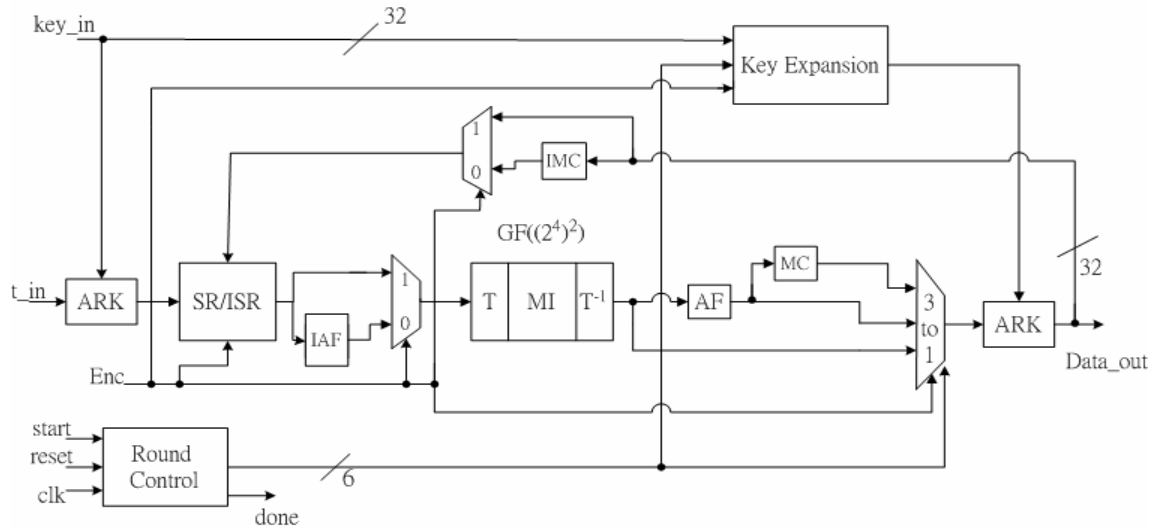 key_in
32
Key Expansion
1
0
IMC
GF((2⁴)²)
32
t_in
ARK
SR/ISR
IAF
1
0
T
MI
T⁻¹
AF
MC
3
to
1
ARK
Data_out
Enc
start
reset
clk
Round
Control
6
done